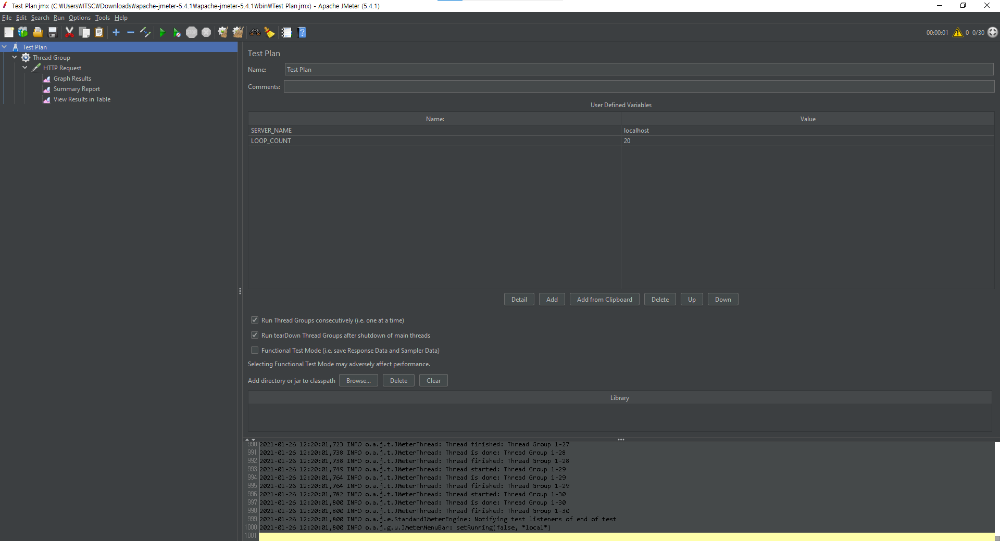 Test Plan.jmx (C:₩Users₩ITSC₩Downloads₩apache-jmeter-5.4.1₩apache-jmeter-5.4.1₩bin₩Test Plan.jmx) - Apache JMeter (5.4.1)
File Edit Search Run Options Tools Help
STOP 00:00:01 0 0/30
Test Plan
Thread Group
HTTP Request
Graph Results
Summary Report
View Results in Table
Test Plan
Name: Test Plan
Comments:
User Defined Variables
Name: Value
SERVER_NAME localhost
LOOP_COUNT 20
Detail Add Add from Clipboard Delete Up Down
Run Thread Groups consecutively (i.e. one at a time)
Run tearDown Thread Groups after shutdown of main threads
Functional Test Mode (i.e. save Response Data and Sampler Data)
Selecting Functional Test Mode may adversely affect performance.
Add directory or jar to classpath Browse... Delete Clear
Library
990 2021-01-26 12:20:01,723 INFO o.a.j.t.JMeterThread: Thread finished: Thread Group 1-27
991 2021-01-26 12:20:01,738 INFO o.a.j.t.JMeterThread: Thread is done: Thread Group 1-28
992 2021-01-26 12:20:01,738 INFO o.a.j.t.JMeterThread: Thread finished: Thread Group 1-28
993 2021-01-26 12:20:01,749 INFO o.a.j.t.JMeterThread: Thread started: Thread Group 1-29
994 2021-01-26 12:20:01,764 INFO o.a.j.t.JMeterThread: Thread is done: Thread Group 1-29
995 2021-01-26 12:20:01,764 INFO o.a.j.t.JMeterThread: Thread finished: Thread Group 1-29
996 2021-01-26 12:20:01,782 INFO o.a.j.t.JMeterThread: Thread started: Thread Group 1-30
997 2021-01-26 12:20:01,800 INFO o.a.j.t.JMeterThread: Thread is done: Thread Group 1-30
998 2021-01-26 12:20:01,800 INFO o.a.j.t.JMeterThread: Thread finished: Thread Group 1-30
999 2021-01-26 12:20:01,800 INFO o.a.j.e.StandardJMeterEngine: Notifying test listeners of end of test
1000 2021-01-26 12:20:01,800 INFO o.a.j.g.u.JMeterMenuBar: setRunning(false, *local*)
1001